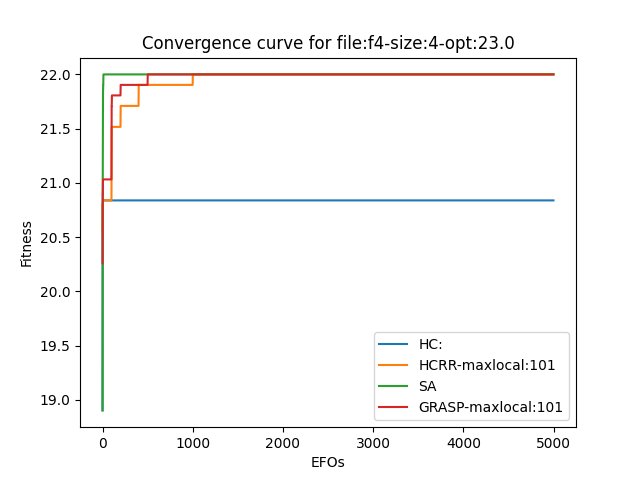 Convergence curve for file:f4-size:4-opt:23.0
22.0
21.5
21.0
20.5
20.0
19.5
19.0
Fitness
0 1000 2000 3000 4000 5000
EFOs
HC:
HCRR-maxlocal:101
SA
GRASP-maxlocal:101